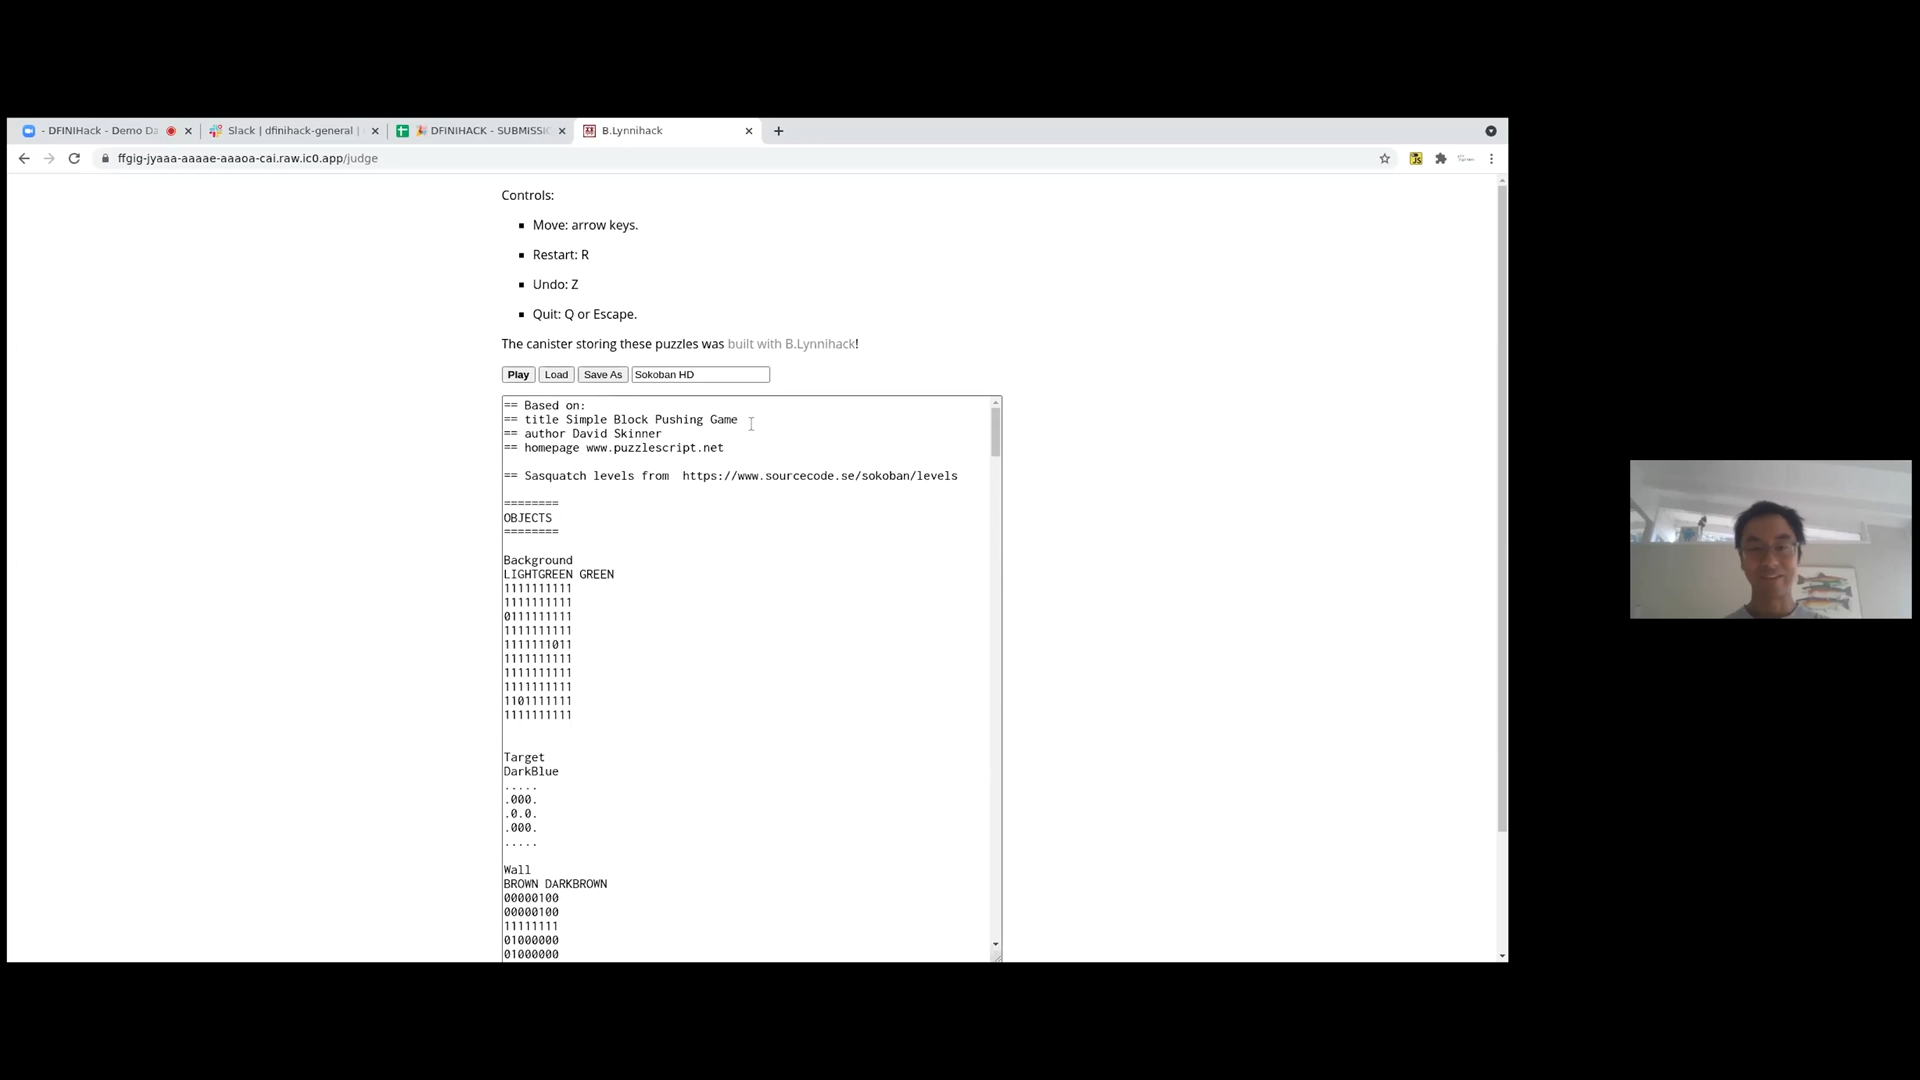 - DFINIHack - Demo Da
Slack | dfinihack-general |
🎉 DFINIHACK - SUBMISSI
B.Lynnihack
ffgig-jyaaa-aaaae-aaaoa-cai.raw.ic0.app/judge
Controls:
Move: arrow keys.
Restart: R
Undo: Z
Quit: Q or Escape.
The canister storing these puzzles was built with B.Lynnihack!
Play Load Save As Sokoban HD
== Based on:
== title Simple Block Pushing Game
== author David Skinner
== homepage www.puzzlescript.net
== Sasquatch levels from  https://www.sourcecode.se/sokoban/levels
========
OBJECTS
========
Background
LIGHTGREEN GREEN
1111111111
1111111111
0111111111
1111111111
1111111011
1111111111
1111111111
1111111111
1101111111
1111111111
Target
DarkBlue
.....
.000.
.0.0.
.000.
.....
Wall
BROWN DARKBROWN
00000100
00000100
11111111
01000000
01000000